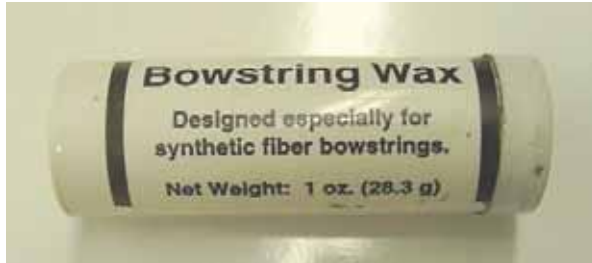 Bowstring Wax
Designed especially for
synthetic fiber bowstrings.
Net Weight: 1 oz. (28.3 g)